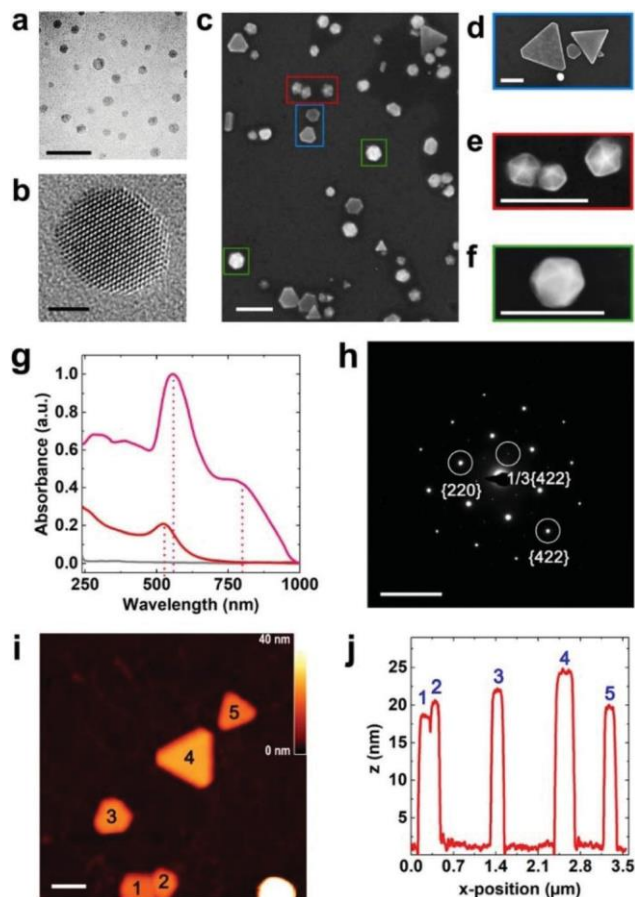 a
b
c
d
e
f
g
Absorbance (a.u.)
1.0
0.8
0.6
0.4
0.2
0.0
250 500 750 1000
Wavelength (nm)
h
{220}
1/3{422}
{422}
i
40 nm
0 nm
1
2
3
4
5
j
z (nm)
25
20
15
10
5
1 2 3 4 5
0.0 0.7 1.4 2.1 2.8 3.5
x-position (µm)